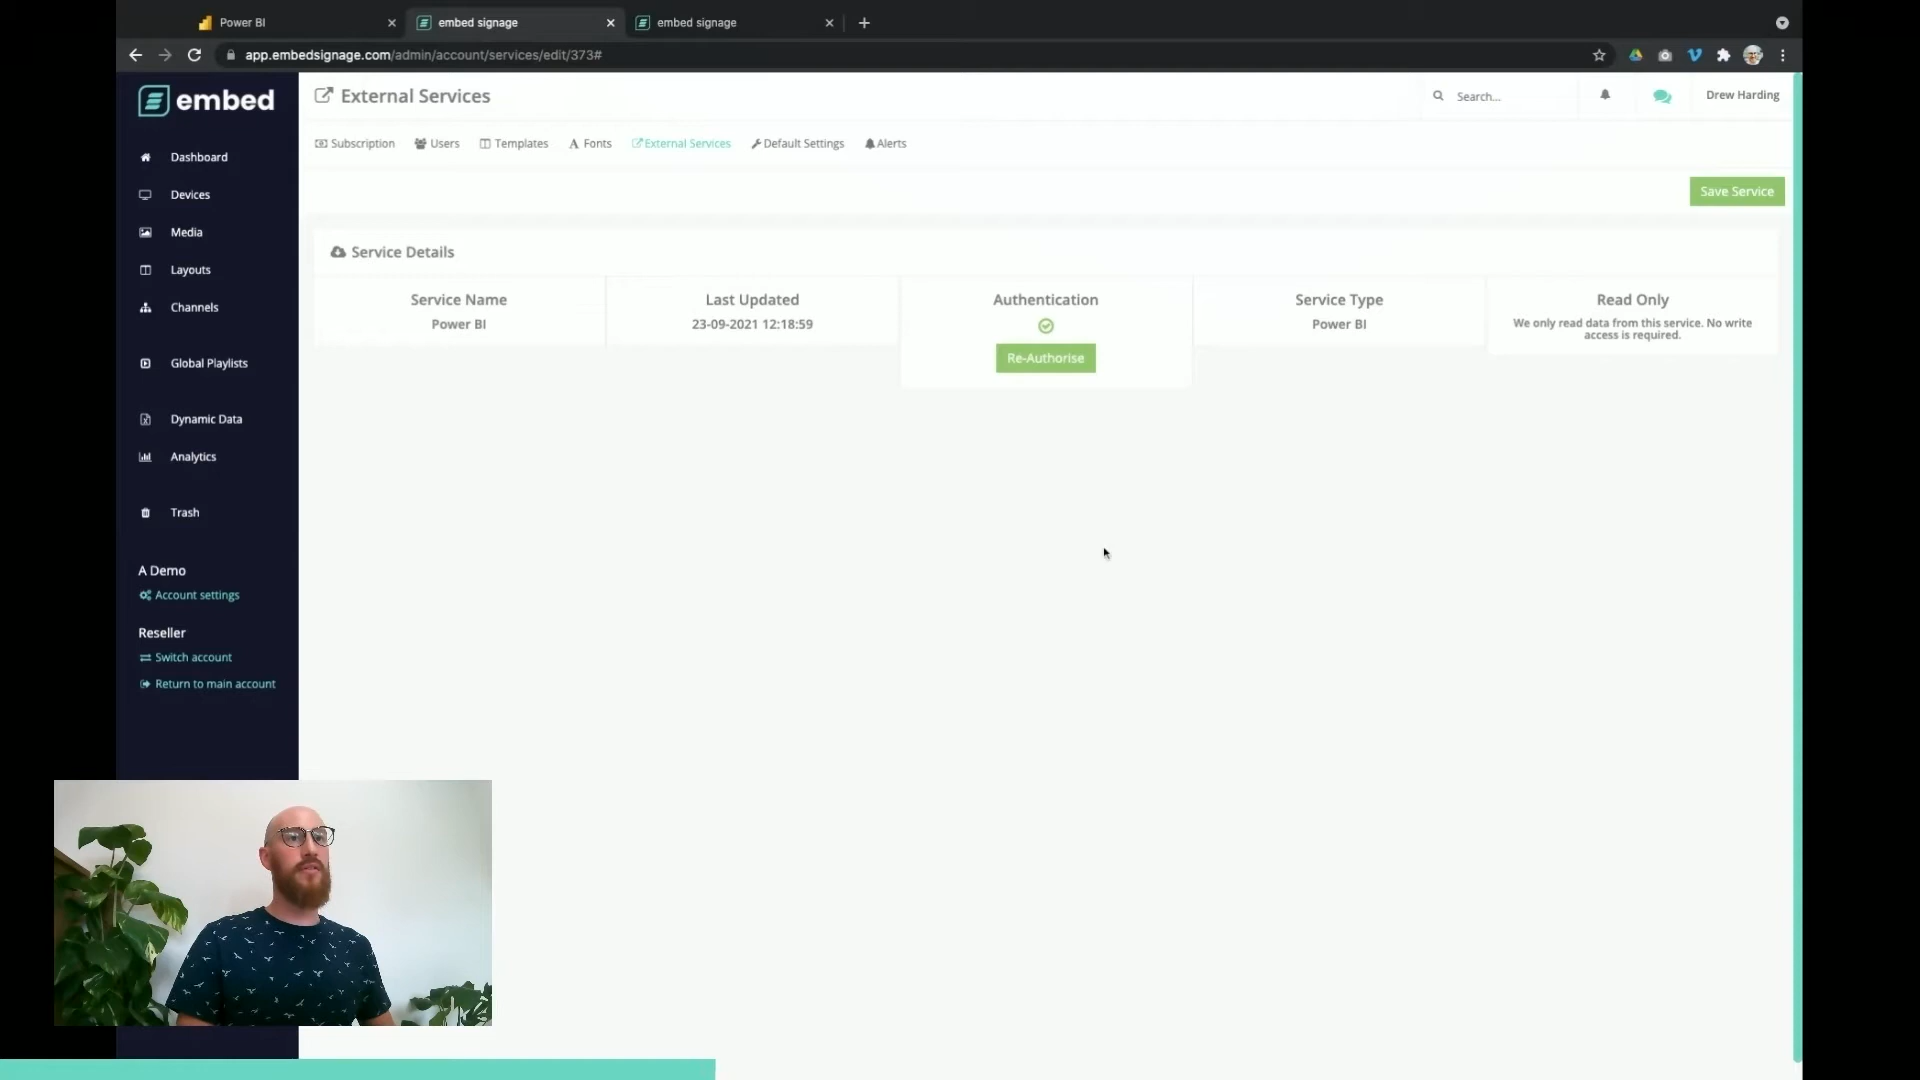 Power BI
embed signage
embed signage
app.embedsignage.com/admin/account/services/edit/373#
embed
External Services
Search...
Drew Harding
Subscription
Users
Templates
Fonts
External Services
Default Settings
Alerts
Save Service
Dashboard
Devices
Media
Layouts
Channels
Global Playlists
Dynamic Data
Analytics
Trash
A Demo
Account settings
Reseller
Switch account
Return to main account
Service Details
Service Name
Power BI
Last Updated
23-09-2021 12:18:59
Authentication
Re-Authorise
Service Type
Power BI
Read Only
We only read data from this service. No write
access is required.